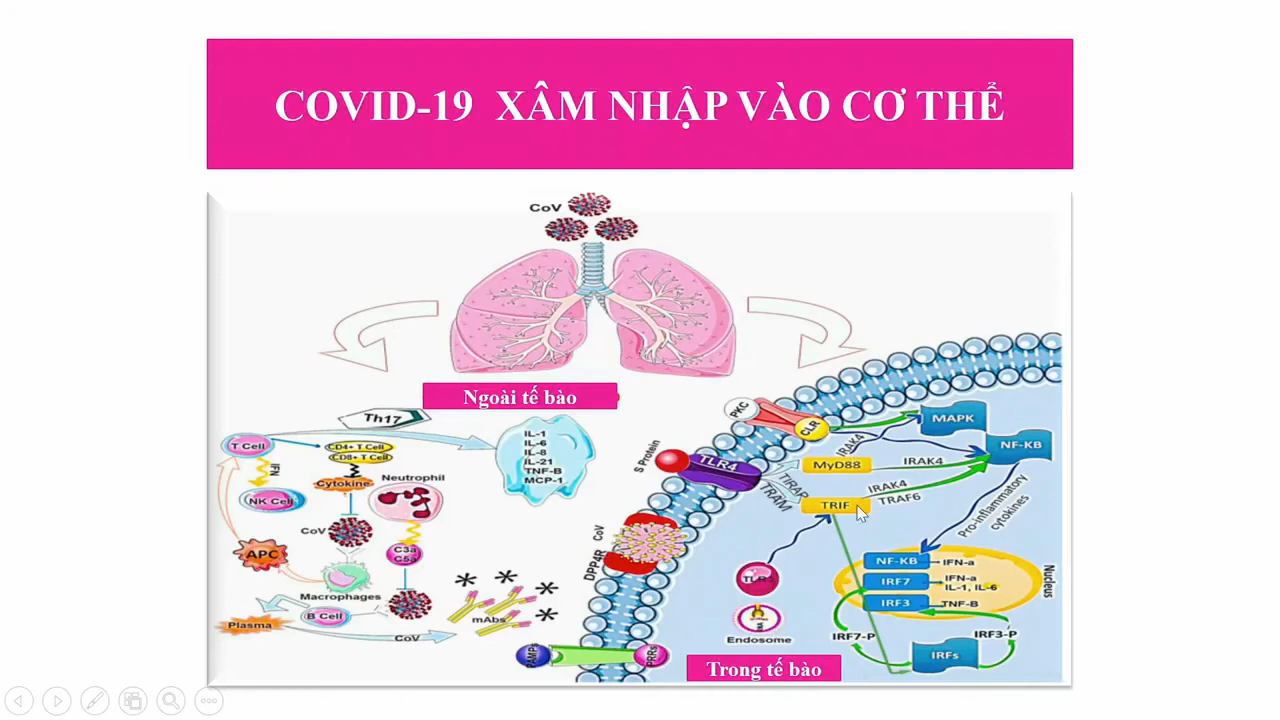 COVID-19 XÂM NHẬP VÀO CƠ THỂ
CoV
Ngoài tế bào
Th17
T Cell
CD4+ T Cell
CD8+ T Cell
IFN
NK Cell
Cytokine
Neutrophil
CoV
APC
C3a
C5a
Macrophages
B Cell
Plasma
CoV
mAbs
IL-1
IL-6
IL-8
IL-21
TNF-B
MCP-1
PKC
CLR
S Protein
TLR4
IRAK4
MAPK
NF-KB
MyD88
IRAK4
TIRAP
TRAM
TRIF
IRAK4
TRAF6
Pro-inflammatory
cytokines
CoV
DPP4R
Endosome
NF-KB
IFN-a
IRF7
IFN-a
IL-1, IL-6
IRF3
TNF-B
Nucleus
IRF7-P
IRF3-P
IRFs
PAMPs
PRRs
Trong tế bào